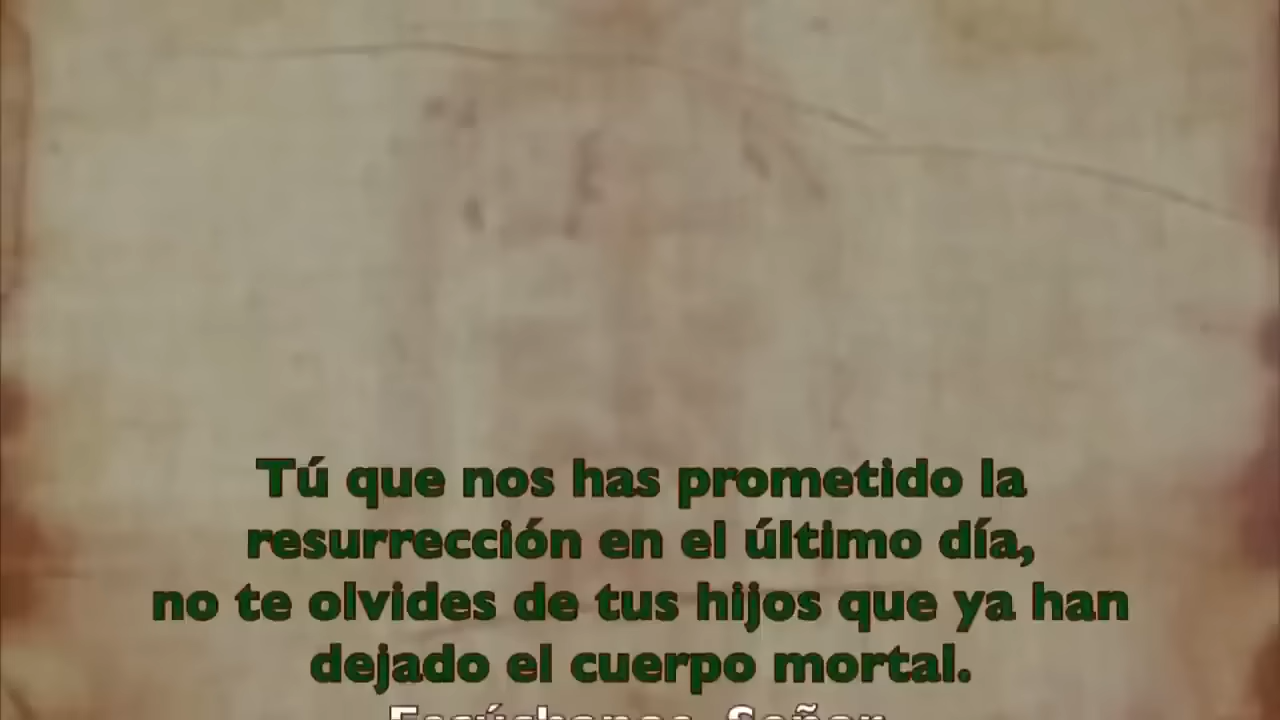 Tú que nos has prometido la
resurrección en el último día,
no te olvides de tus hijos que ya han
dejado el cuerpo mortal.
Escúchanos, Señor